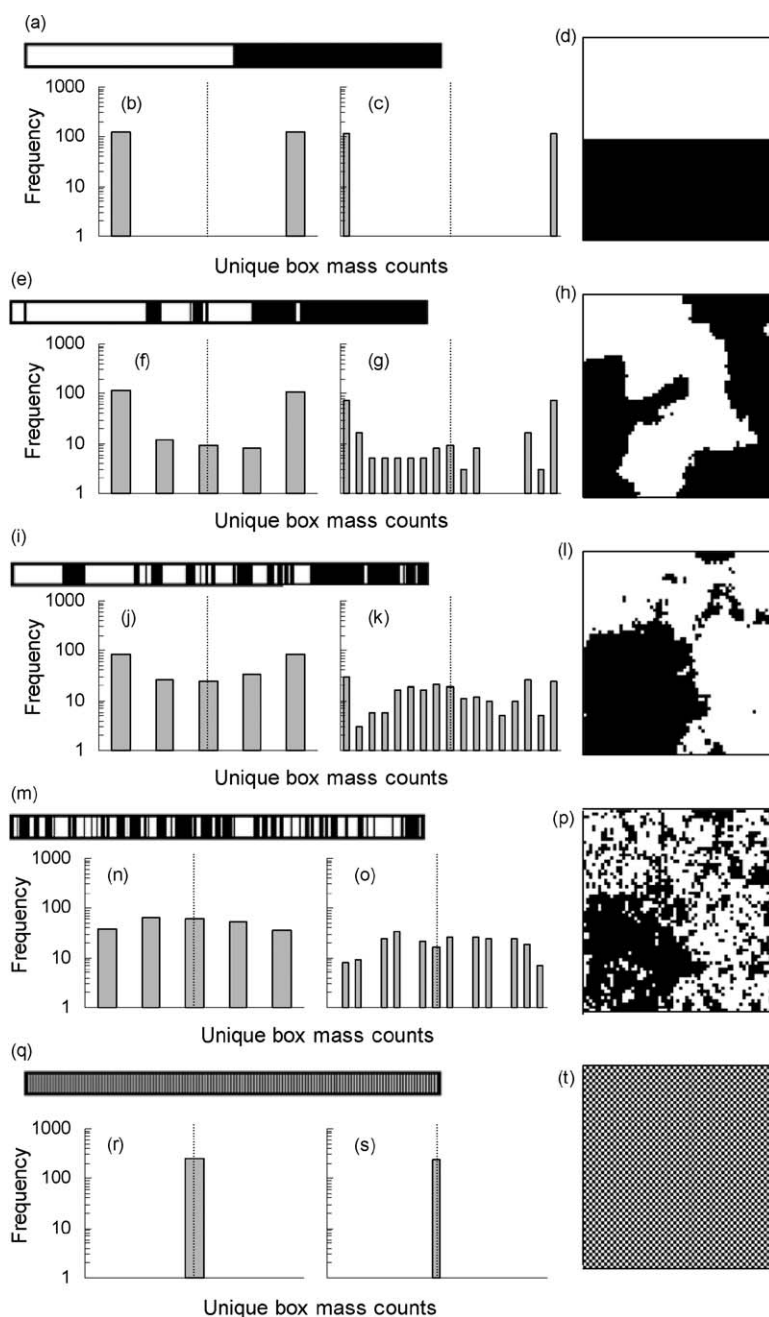 (a)
(d)
1000
100
10
1
Frequency
(b)
(c)
Unique box mass counts
(e)
(h)
1000
100
10
1
Frequency
(f)
(g)
Unique box mass counts
(i)
(l)
1000
100
10
1
Frequency
(j)
(k)
Unique box mass counts
(m)
(p)
1000
100
10
1
Frequency
(n)
(o)
Unique box mass counts
(q)
(t)
1000
100
10
1
Frequency
(r)
(s)
Unique box mass counts